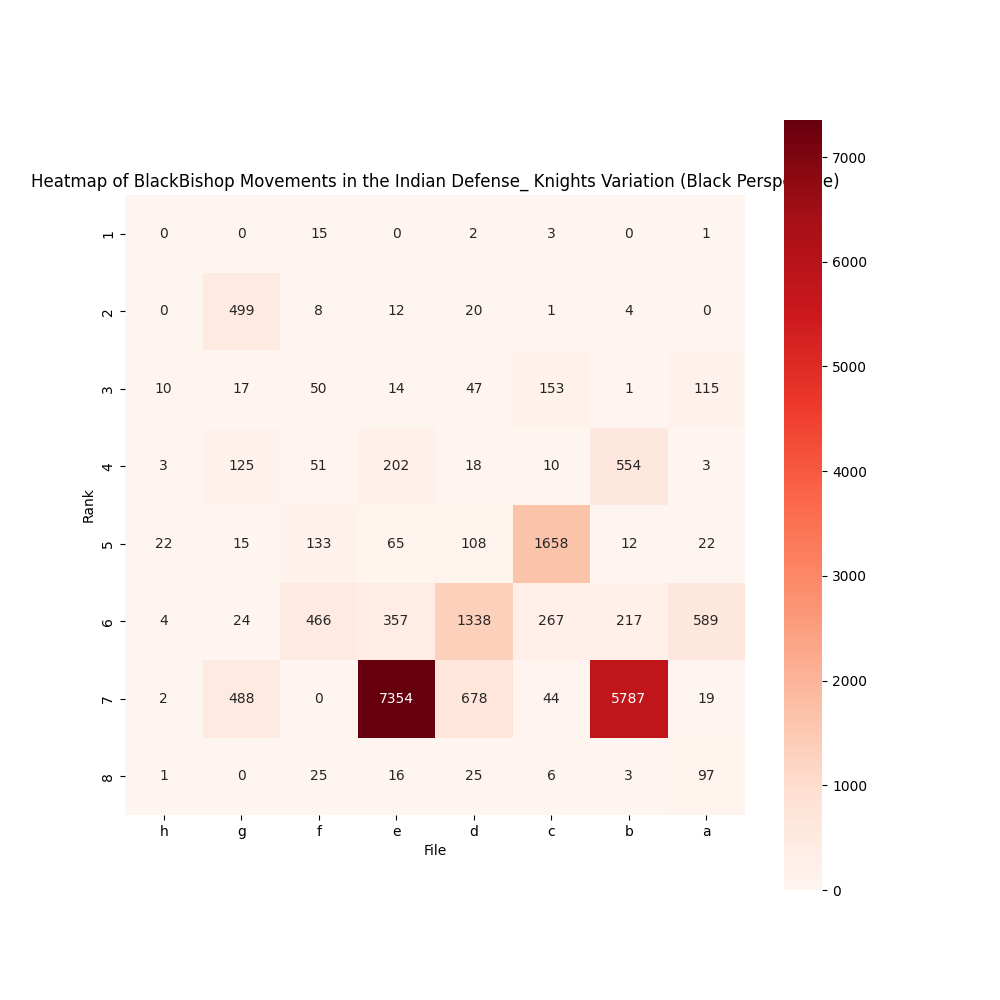 Heatmap of BlackBishop Movements in the Indian Defense_ Knights Variation (Black Persp e)
7000
1 0 0 15 0 2 3 0 1
6000
2 0 499 8 12 20 1 4 0
5000
3 10 17 50 14 47 153 1 115
4 3 125 51 202 18 10 554 3
4000
Rank
5 22 15 133 65 108 1658 12 22
3000
6 4 24 466 357 1338 267 217 589
2000
7 2 488 0 7354 678 44 5787 19
8 1 0 25 16 25 6 3 97
1000
h g f e d c b a
File
0